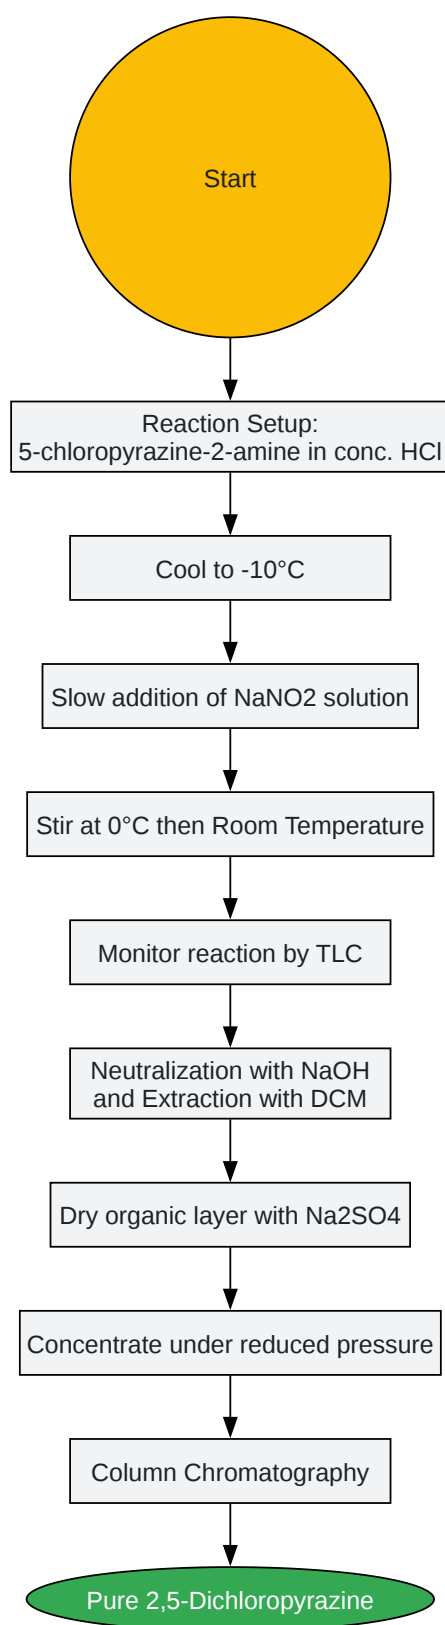 Start
Reaction Setup:
5-chloropyrazine-2-amine in conc. HCl
Cool to -10°C
Slow addition of NaNO2 solution
Stir at 0°C then Room Temperature
Monitor reaction by TLC
Neutralization with NaOH
and Extraction with DCM
Dry organic layer with Na2SO4
Concentrate under reduced pressure
Column Chromatography
Pure 2,5-Dichloropyrazine